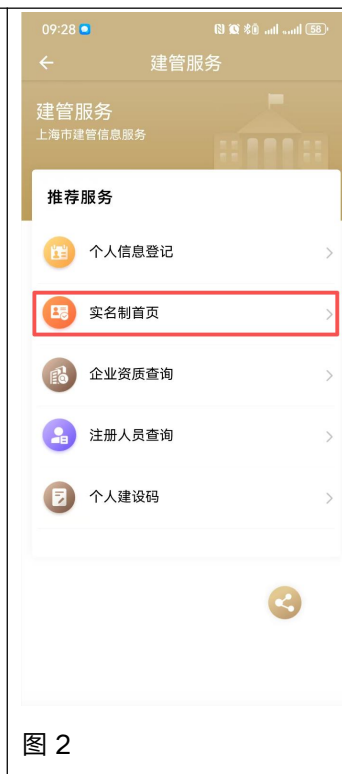 09:28 58
建管服务
建管服务
上海市建管信息服务
推荐服务
个人信息登记
实名制首页
企业资质查询
注册人员查询
个人建设码
图 2